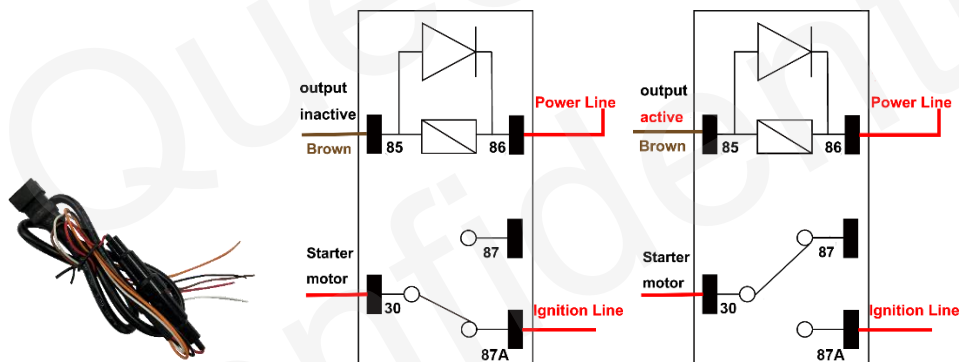 output
inactive
Brown
85
86
Power Line
87
Starter
motor
30
Ignition Line
87A
output
active
Brown
85
86
Power Line
87
Starter
motor
30
Ignition Line
87A